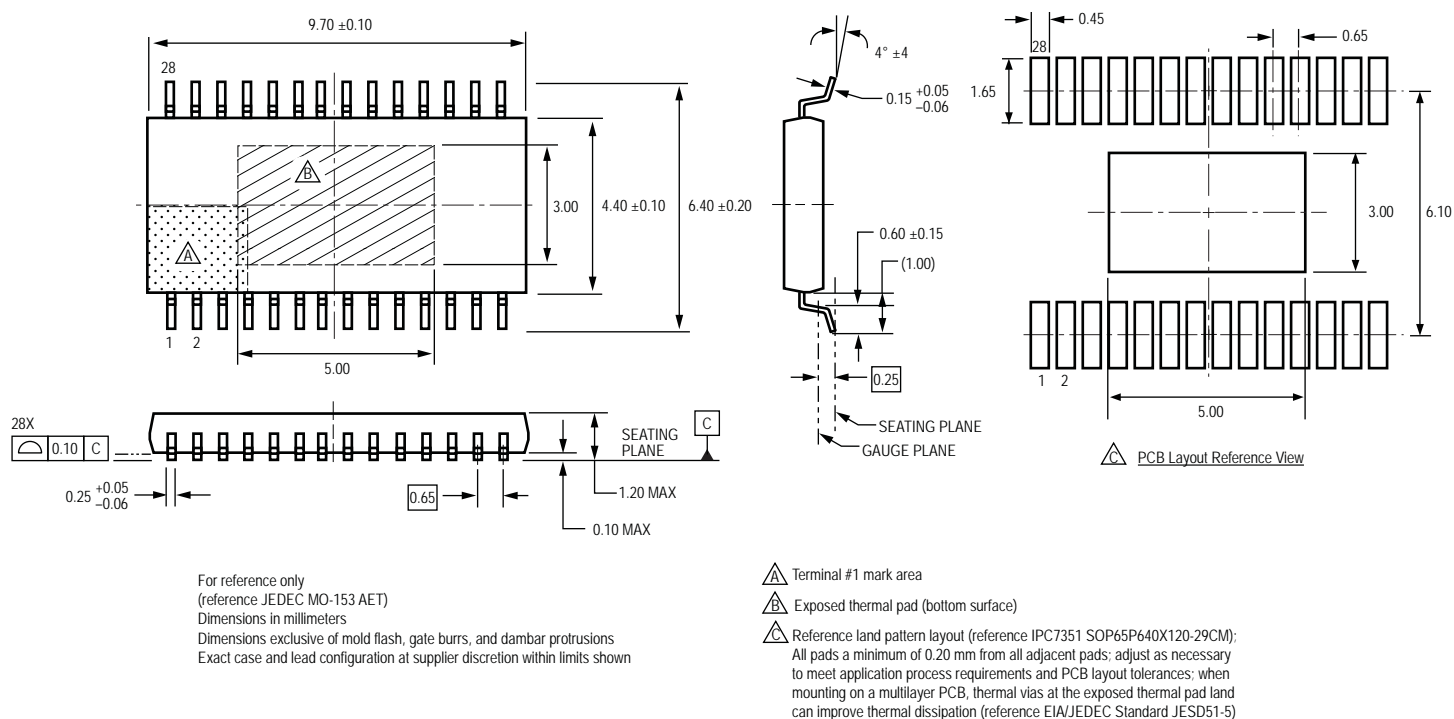 9.70 ±0.10
28
B
A
3.00
4.40 ±0.10
6.40 ±0.20
1 2
5.00
4° ±4
0.15 +0.05 −0.06
0.60 ±0.15
(1.00)
0.25
SEATING PLANE
GAUGE PLANE
0.45
28
0.65
1.65
3.00
6.10
1 2
5.00
C PCB Layout Reference View
28X
0.10 C
0.25 +0.05 −0.06
0.65
SEATING
PLANE
C
1.20 MAX
0.10 MAX
For reference only
(reference JEDEC MO-153 AET)
Dimensions in millimeters
Dimensions exclusive of mold flash, gate burrs, and dambar protrusions
Exact case and lead configuration at supplier discretion within limits shown
A Terminal #1 mark area
B Exposed thermal pad (bottom surface)
C Reference land pattern layout (reference IPC7351 SOP65P640X120-29CM);
All pads a minimum of 0.20 mm from all adjacent pads; adjust as necessary
to meet application process requirements and PCB layout tolerances; when
mounting on a multilayer PCB, thermal vias at the exposed thermal pad land
can improve thermal dissipation (reference EIA/JEDEC Standard JESD51-5)